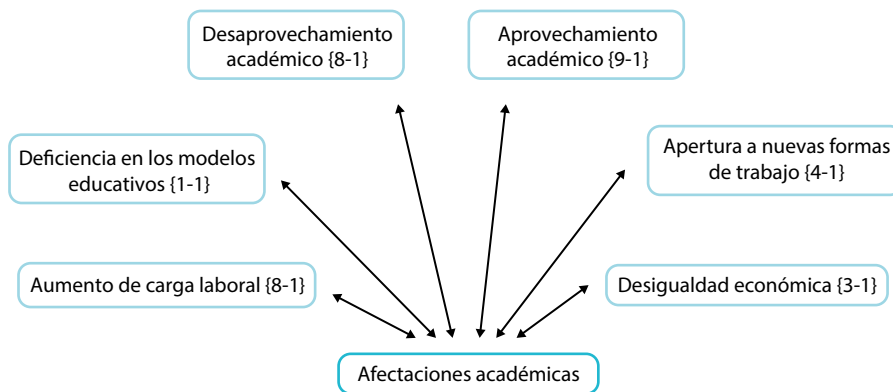 Desaprovechamiento
académico {8-1}
Aprovechamiento
académico {9-1}
Deficiencia en los modelos
educativos {1-1}
Apertura a nuevas formas
de trabajo {4-1}
Aumento de carga laboral {8-1}
Desigualdad económica {3-1}
Afectaciones académicas